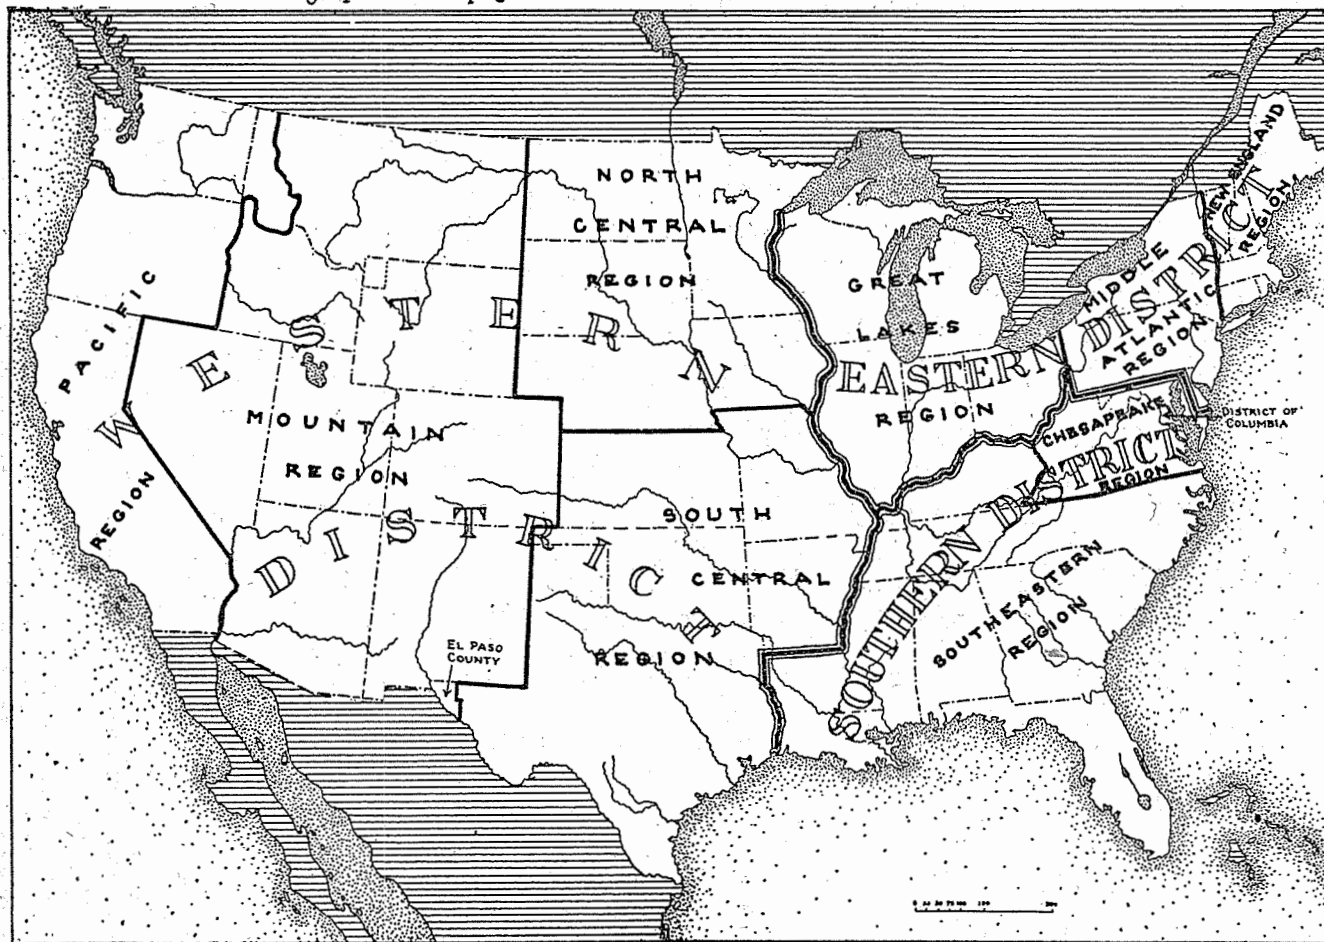 NORTH
CENTRAL
REGION
GREAT
LAKES
REGION
NEW ENGLAND
REGION
MIDDLE
ATLANTIC
REGION
EASTERN DISTRICT
PACIFIC
REGION
WESTERN
DISTRICT
MOUNTAIN
REGION
CHESAPEAKE
REGION
DISTRICT OF
COLUMBIA
SOUTH
CENTRAL
REGION
SOUTHERN DISTRICT
SOUTHEASTERN
REGION
EL PASO
COUNTY